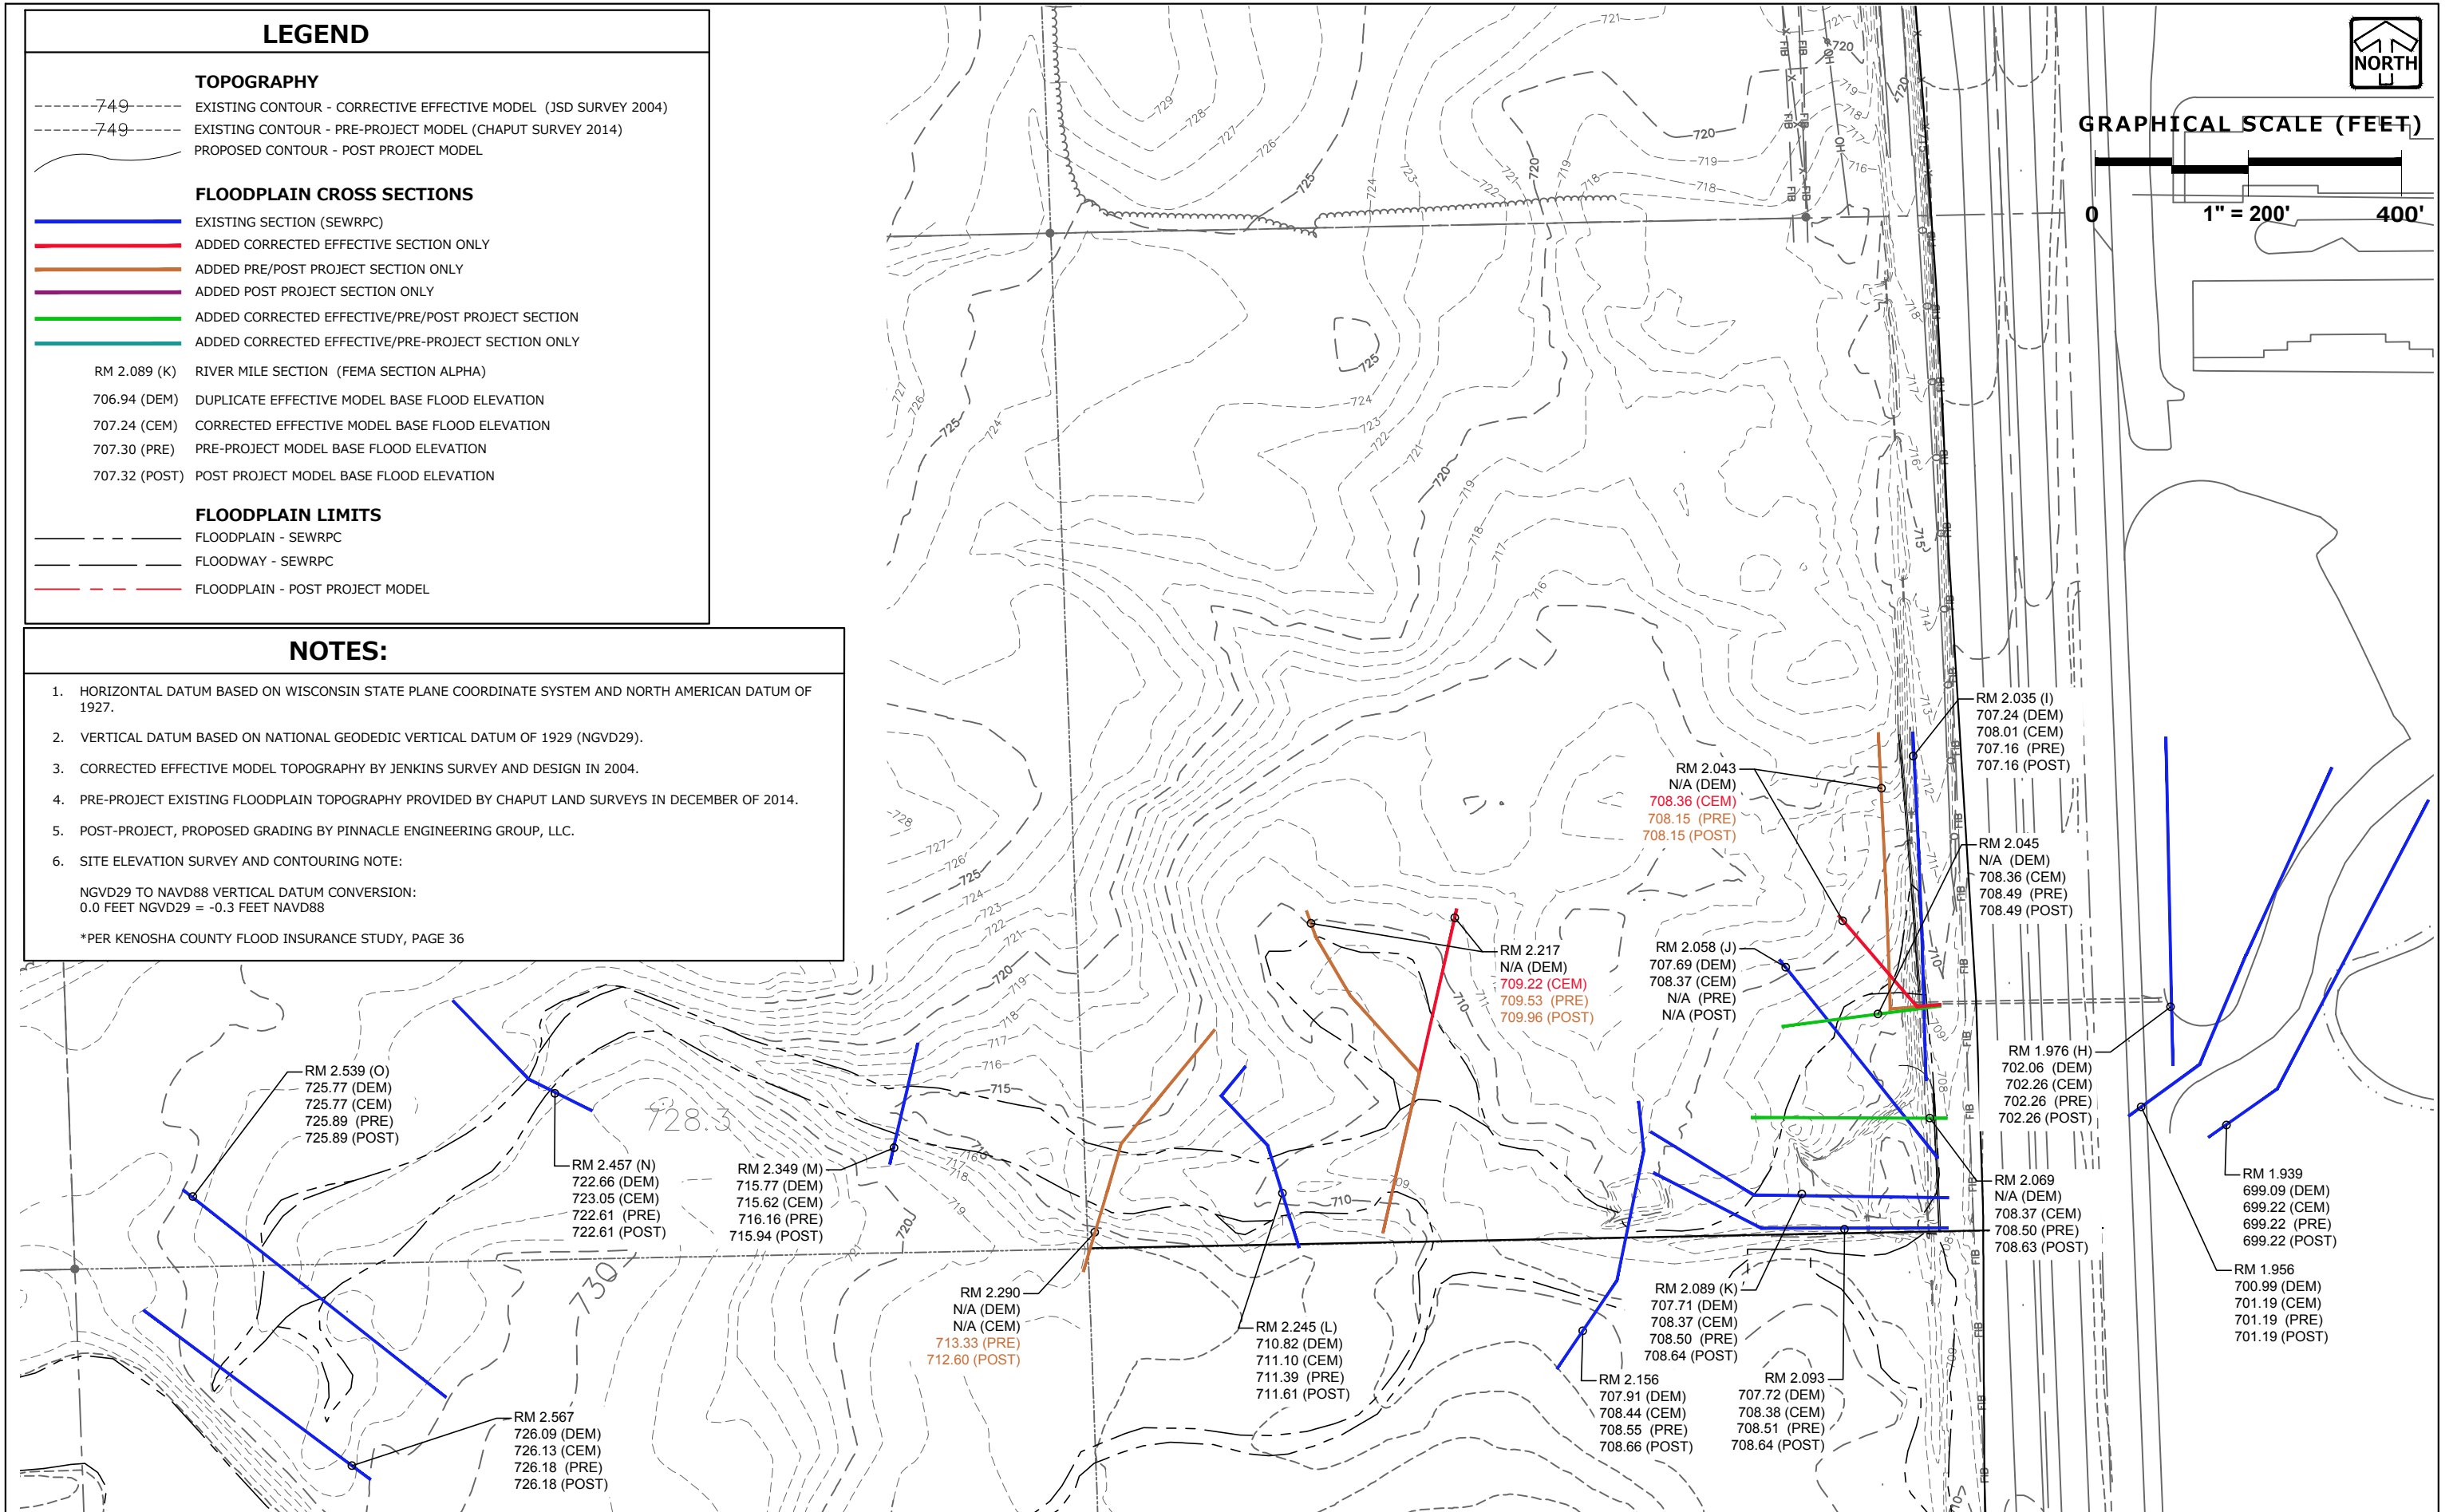 LEGEND
TOPOGRAPHY
749 EXISTING CONTOUR - CORRECTIVE EFFECTIVE MODEL (JSD SURVEY 2004)
749 EXISTING CONTOUR - PRE-PROJECT MODEL (CHAPUT SURVEY 2014)
PROPOSED CONTOUR - POST PROJECT MODEL
FLOODPLAIN CROSS SECTIONS
EXISTING SECTION (SEWRPC)
ADDED CORRECTED EFFECTIVE SECTION ONLY
ADDED PRE/POST PROJECT SECTION ONLY
ADDED POST PROJECT SECTION ONLY
ADDED CORRECTED EFFECTIVE/PRE/POST PROJECT SECTION
ADDED CORRECTED EFFECTIVE/PRE-PROJECT SECTION ONLY
RM 2.089 (K) RIVER MILE SECTION (FEMA SECTION ALPHA)
706.94 (DEM) DUPLICATE EFFECTIVE MODEL BASE FLOOD ELEVATION
707.24 (CEM) CORRECTED EFFECTIVE MODEL BASE FLOOD ELEVATION
707.30 (PRE) PRE-PROJECT MODEL BASE FLOOD ELEVATION
707.32 (POST) POST PROJECT MODEL BASE FLOOD ELEVATION
FLOODPLAIN LIMITS
FLOODPLAIN - SEWRPC
FLOODWAY - SEWRPC
FLOODPLAIN - POST PROJECT MODEL
NOTES:
1. HORIZONTAL DATUM BASED ON WISCONSIN STATE PLANE COORDINATE SYSTEM AND NORTH AMERICAN DATUM OF
1927.
2. VERTICAL DATUM BASED ON NATIONAL GEODEDIC VERTICAL DATUM OF 1929 (NGVD29).
3. CORRECTED EFFECTIVE MODEL TOPOGRAPHY BY JENKINS SURVEY AND DESIGN IN 2004.
4. PRE-PROJECT EXISTING FLOODPLAIN TOPOGRAPHY PROVIDED BY CHAPUT LAND SURVEYS IN DECEMBER OF 2014.
5. POST-PROJECT, PROPOSED GRADING BY PINNACLE ENGINEERING GROUP, LLC.
6. SITE ELEVATION SURVEY AND CONTOURING NOTE:
NGVD29 TO NAVD88 VERTICAL DATUM CONVERSION:
0.0 FEET NGVD29 = -0.3 FEET NAVD88
*PER KENOSHA COUNTY FLOOD INSURANCE STUDY, PAGE 36
NORTH
GRAPHICAL SCALE (FEET)
0 1" = 200' 400'
RM 2.035 (I)
707.24 (DEM)
708.01 (CEM)
707.16 (PRE)
707.16 (POST)
RM 2.043
N/A (DEM)
708.36 (CEM)
708.15 (PRE)
708.15 (POST)
RM 2.045
N/A (DEM)
708.36 (CEM)
708.49 (PRE)
708.49 (POST)
RM 2.217
N/A (DEM)
709.22 (CEM)
709.53 (PRE)
709.96 (POST)
RM 2.058 (J)
707.69 (DEM)
708.37 (CEM)
N/A (PRE)
N/A (POST)
RM 1.976 (H)
702.06 (DEM)
702.26 (CEM)
702.26 (PRE)
702.26 (POST)
RM 2.539 (O)
725.77 (DEM)
725.77 (CEM)
725.89 (PRE)
725.89 (POST)
728.3
RM 2.457 (N)
722.66 (DEM)
723.05 (CEM)
722.61 (PRE)
722.61 (POST)
RM 2.349 (M)
715.77 (DEM)
715.62 (CEM)
716.16 (PRE)
715.94 (POST)
RM 2.069
N/A (DEM)
708.37 (CEM)
708.50 (PRE)
708.63 (POST)
RM 1.939
699.09 (DEM)
699.22 (CEM)
699.22 (PRE)
699.22 (POST)
RM 1.956
700.99 (DEM)
701.19 (CEM)
701.19 (PRE)
701.19 (POST)
730
RM 2.290
N/A (DEM)
N/A (CEM)
713.33 (PRE)
712.60 (POST)
RM 2.245 (L)
710.82 (DEM)
711.10 (CEM)
711.39 (PRE)
711.61 (POST)
RM 2.089 (K)
707.71 (DEM)
708.37 (CEM)
708.50 (PRE)
708.64 (POST)
RM 2.156
707.91 (DEM)
708.44 (CEM)
708.55 (PRE)
708.66 (POST)
RM 2.093
707.72 (DEM)
708.38 (CEM)
708.51 (PRE)
708.64 (POST)
RM 2.567
726.09 (DEM)
726.13 (CEM)
726.18 (PRE)
726.18 (POST)